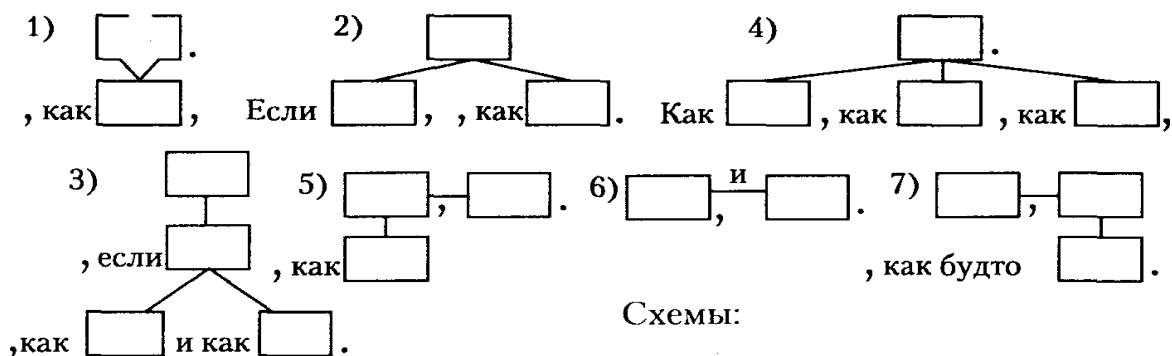 1) . 2) 4) .
, как , Если , , как . Как , как , как ,
3) 5) , . 6) , и . 7) ,
, если , как , как будто .
Схемы:
,как и как .